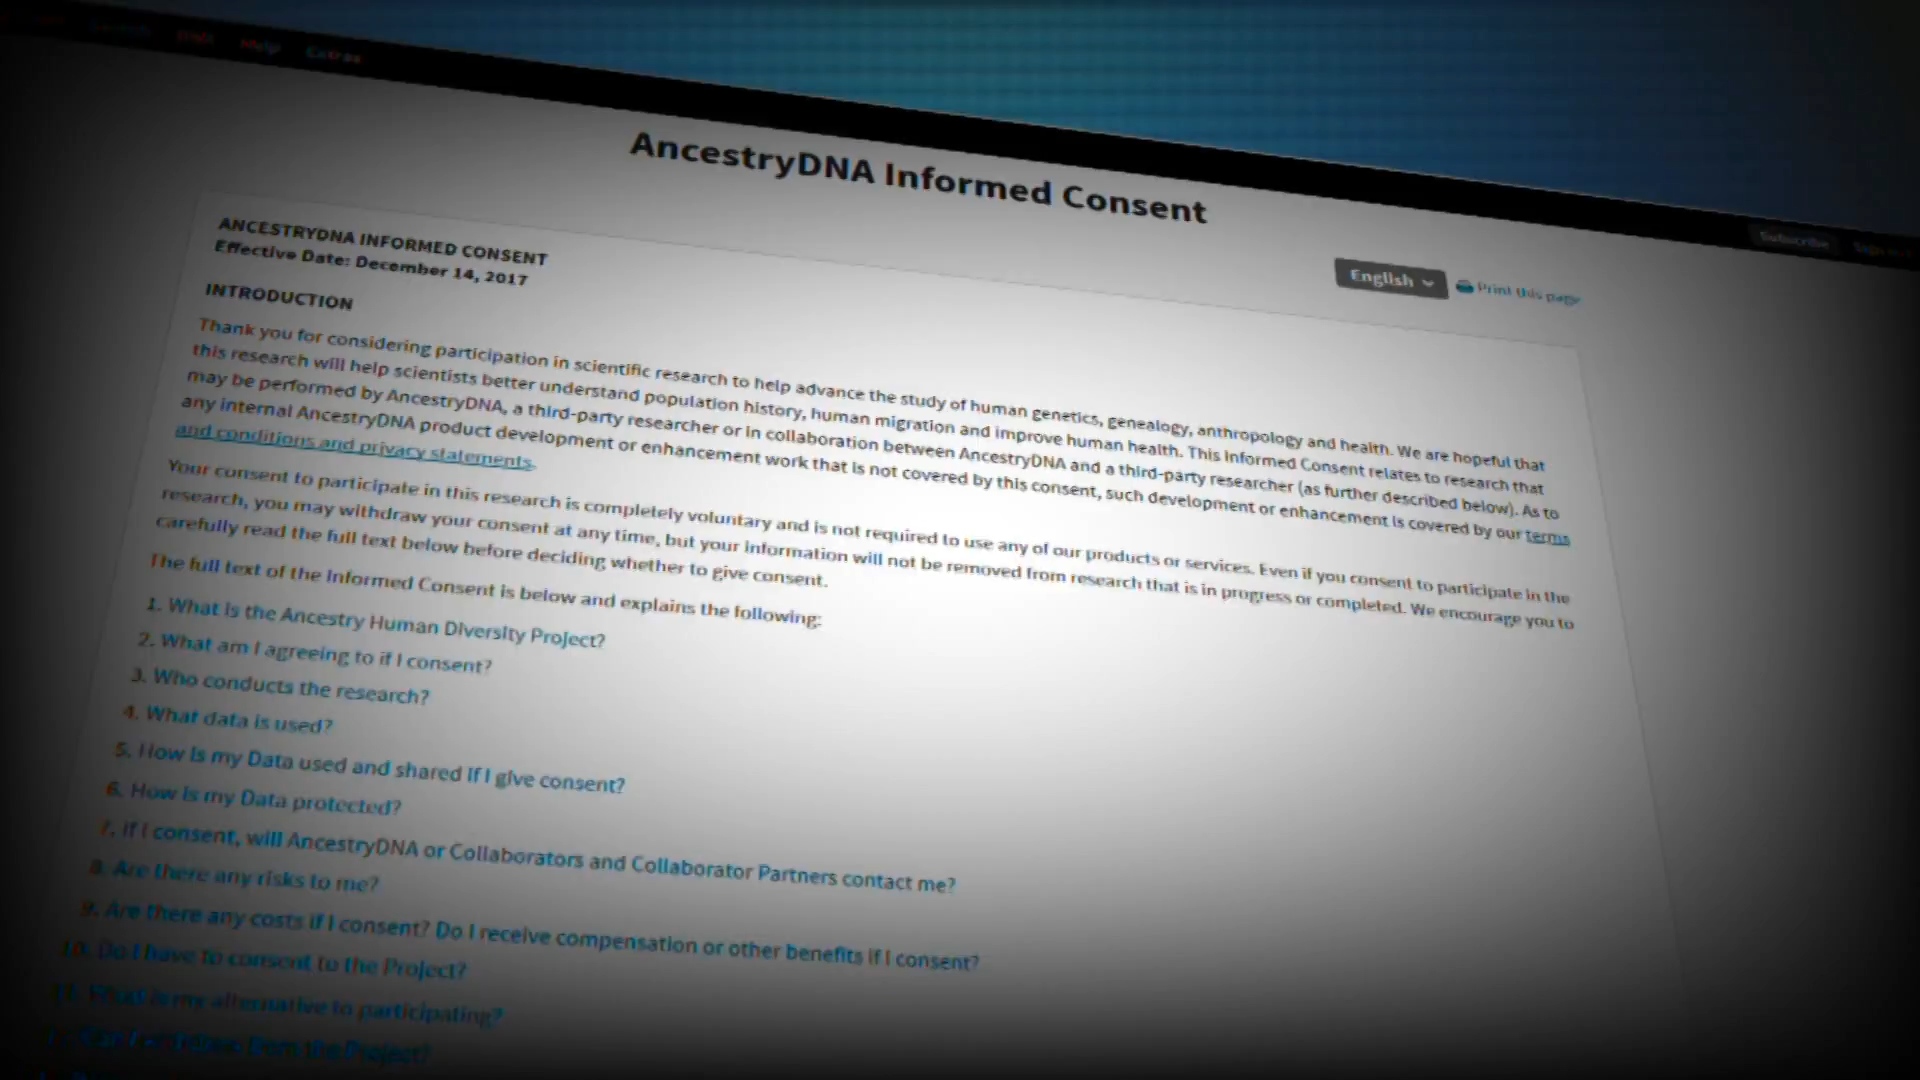 Help Extras
AncestryDNA Informed Consent
Subscribe
English
Print this page
ANCESTRYDNA INFORMED CONSENT
Effective Date: December 14, 2017
INTRODUCTION
Thank you for considering participation in scientific research to help advance the study of human genetics, genealogy, anthropology and health. We are hopeful that
this research will help scientists better understand population history, human migration and improve human health. This Informed Consent relates to research that
may be performed by AncestryDNA, a third-party researcher or in collaboration between AncestryDNA and a third-party researcher (as further described below). As to
any internal AncestryDNA product development or enhancement work that is not covered by this consent, such development or enhancement is covered by our terms
and conditions and privacy statements.
Your consent to participate in this research is completely voluntary and is not required to use any of our products or services. Even if you consent to participate in the
research, you may withdraw your consent at any time, but your information will not be removed from research that is in progress or completed. We encourage you to
carefully read the full text below before deciding whether to give consent.
The full text of the Informed Consent is below and explains the following:
1. What is the Ancestry Human Diversity Project?
2. What am I agreeing to if I consent?
3. Who conducts the research?
4. What data is used?
5. How is my Data used and shared if I give consent?
6. How is my Data protected?
7. If I consent, will AncestryDNA or Collaborators and Collaborator Partners contact me?
8. Are there any risks to me?
9. Are there any costs if I consent? Do I receive compensation or other benefits if I consent?
10. Do I have to consent to the Project?
11. What is my alternative to participating?
from the Project?